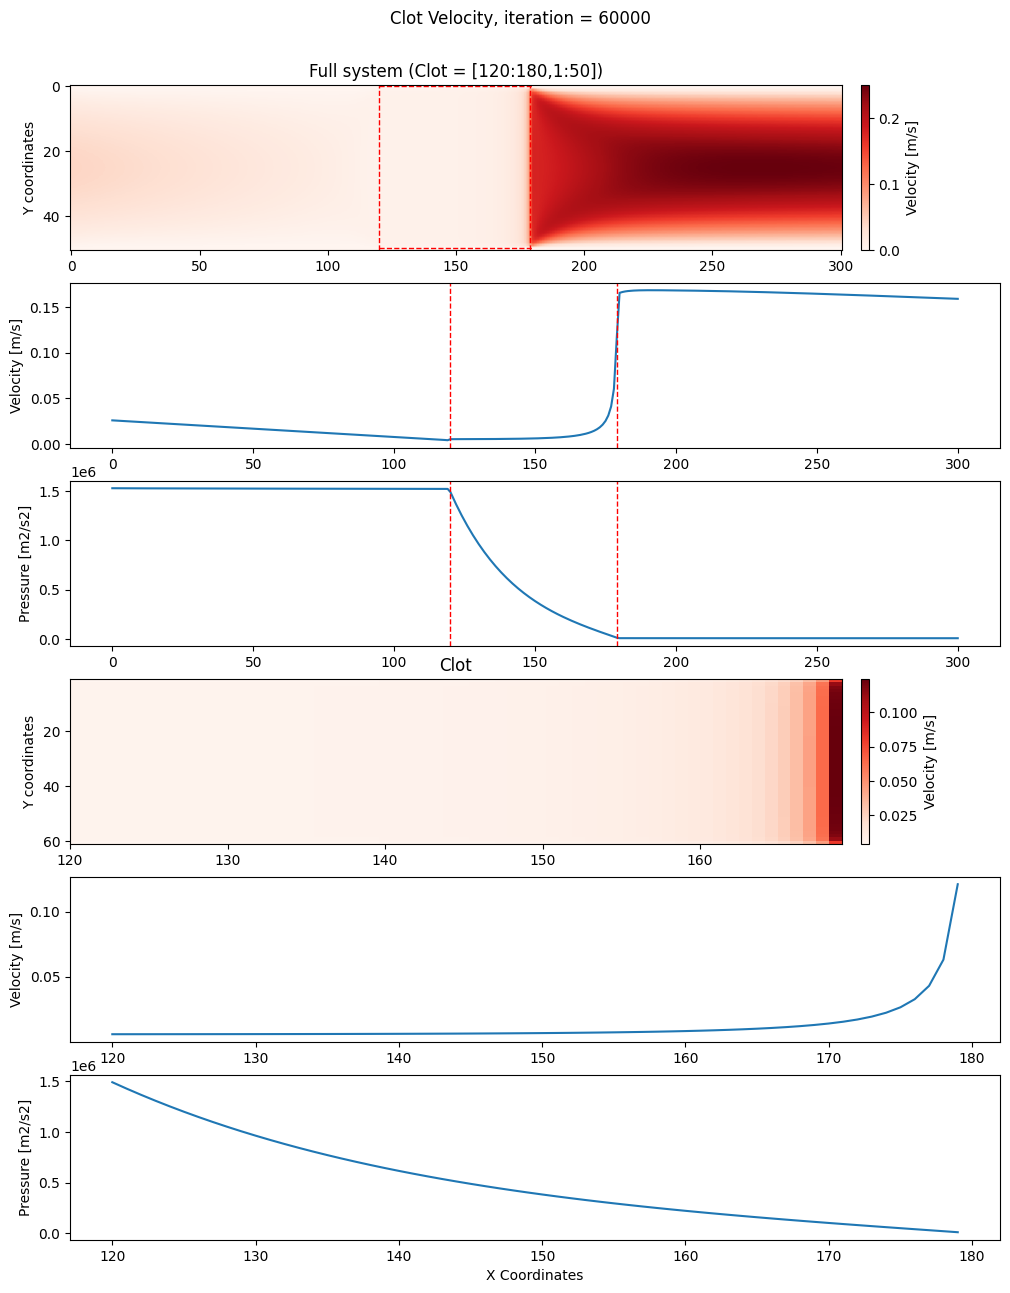 Clot Velocity, iteration = 60000
Full system (Clot = [120:180,1:50])
0
20
40
Y coordinates
0 50 100 150 200 250 300
0.2
0.1
0.0
Velocity [m/s]
0.15
0.10
0.05
0.00
Velocity [m/s]
0 50 100 150 200 250 300
1e6
1.5
1.0
0.5
0.0
Pressure [m2/s2]
0 50 100 150 200 250 300
Clot
20
40
60
Y coordinates
120 130 140 150 160
0.100
0.075
0.050
0.025
Velocity [m/s]
0.10
0.05
Velocity [m/s]
120 130 140 150 160 170 180
1e6
1.5
1.0
0.5
0.0
Pressure [m2/s2]
120 130 140 150 160 170 180
X Coordinates